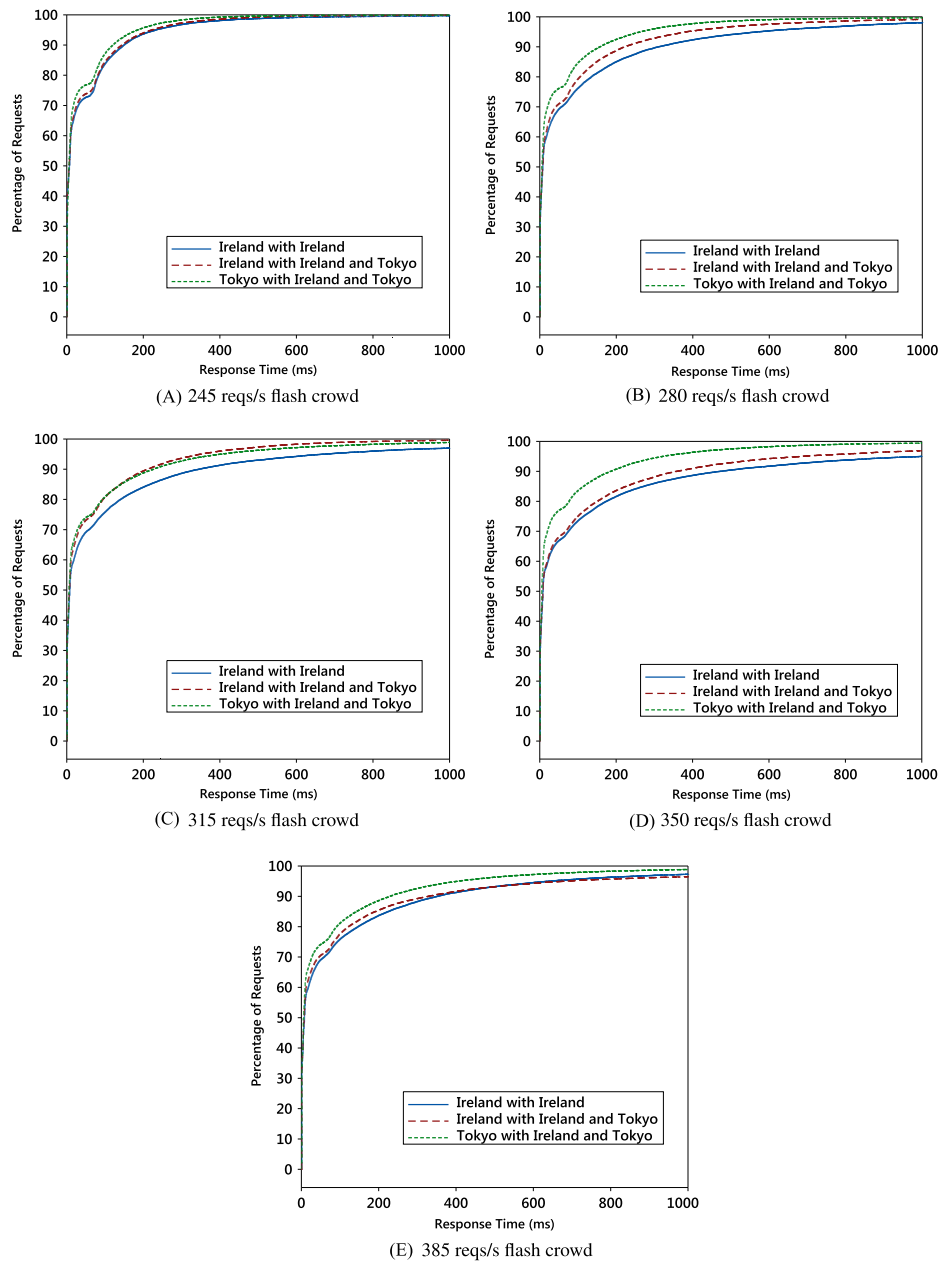 100
90
80
70
60
50
40
30
20
10
0
Percentage of Requests
Ireland with Ireland
Ireland with Ireland and Tokyo
Tokyo with Ireland and Tokyo
0 200 400 600 800 1000
Response Time (ms)
(A) 245 reqs/s flash crowd
100
90
80
70
60
50
40
30
20
10
0
Percentage of Requests
Ireland with Ireland
Ireland with Ireland and Tokyo
Tokyo with Ireland and Tokyo
0 200 400 600 800 1000
Response Time (ms)
(B) 280 reqs/s flash crowd
100
90
80
70
60
50
40
30
20
10
0
Percentage of Requests
Ireland with Ireland
Ireland with Ireland and Tokyo
Tokyo with Ireland and Tokyo
0 200 400 600 800 1000
Response Time (ms)
(C) 315 reqs/s flash crowd
100
90
80
70
60
50
40
30
20
10
0
Percentage of Requests
Ireland with Ireland
Ireland with Ireland and Tokyo
Tokyo with Ireland and Tokyo
0 200 400 600 800 1000
Response Time (ms)
(D) 350 reqs/s flash crowd
100
90
80
70
60
50
40
30
20
10
0
Percentage of Requests
Ireland with Ireland
Ireland with Ireland and Tokyo
Tokyo with Ireland and Tokyo
0 200 400 600 800 1000
Response Time (ms)
(E) 385 reqs/s flash crowd